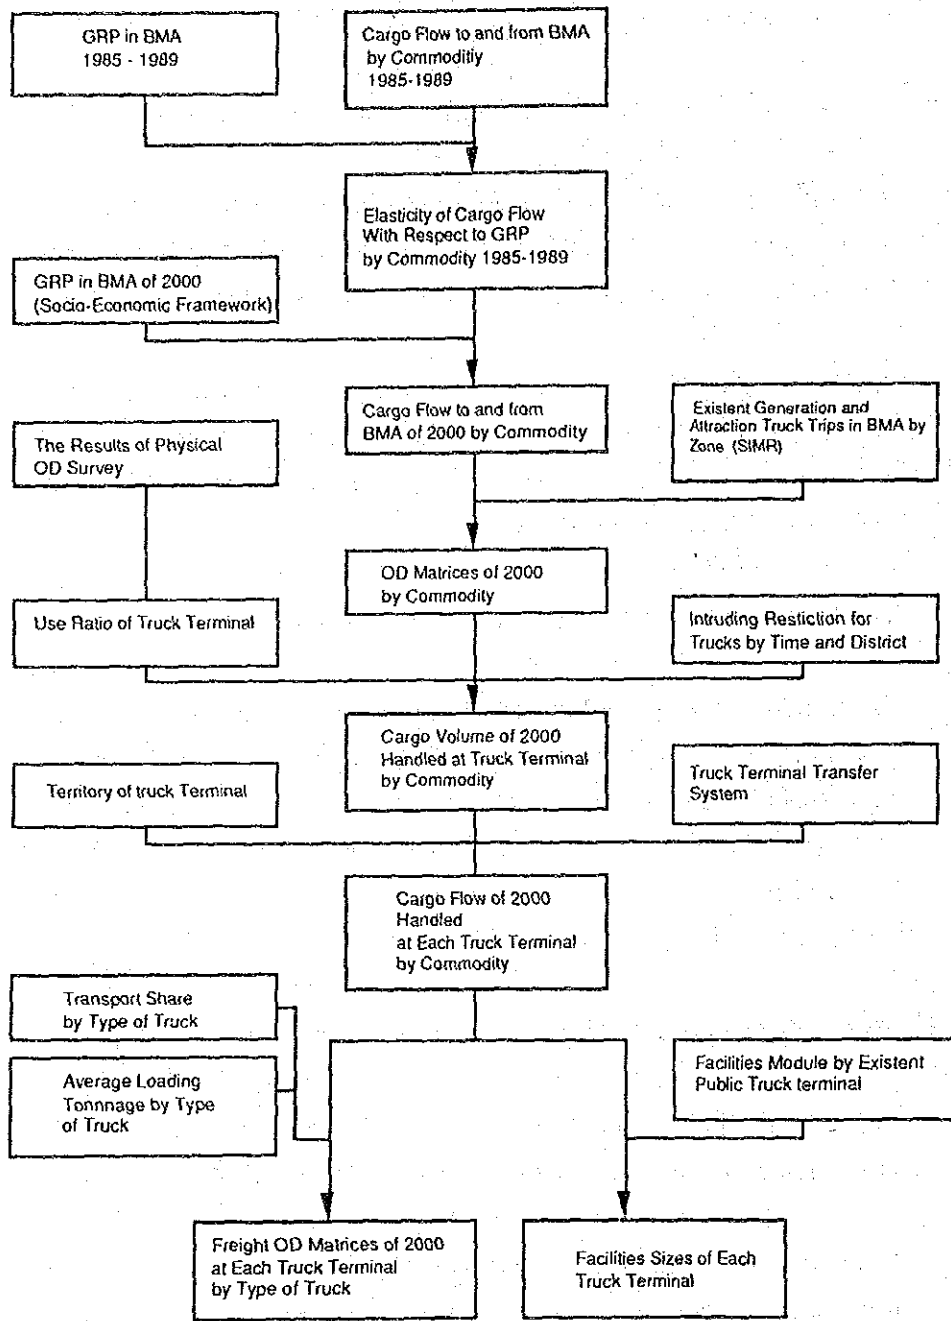 GRP in BMA
1985 - 1989
Cargo Flow to and from BMA
by Commoditiy
1985-1989
Elasticity of Cargo Flow
With Respect to GRP
by Commodity 1985-1989
GRP in BMA of 2000
(Socio-Economic Framework)
Cargo Flow to and from
BMA of 2000 by Commodity
Existent Generation and
Attraction Truck Trips in BMA by
Zone (SIMR)
The Results of Physical
OD Survey
OD Matrices of 2000
by Commodity
Use Ratio of Truck Terminal
Intruding Restiction for
Trucks by Time and District
Cargo Volume of 2000
Handled at Truck Terminal
by Commodity
Territory of truck Terminal
Truck Terminal Transfer
System
Cargo Flow of 2000
Handled
at Each Truck Terminal
by Commodity
Transport Share
by Type of Truck
Average Loading
Tonnnage by Type
of Truck
Facilities Module by Existent
Public Truck terminal
Freight OD Matrices of 2000
at Each Truck Terminal
by Type of Truck
Facilities Sizes of Each
Truck Terminal